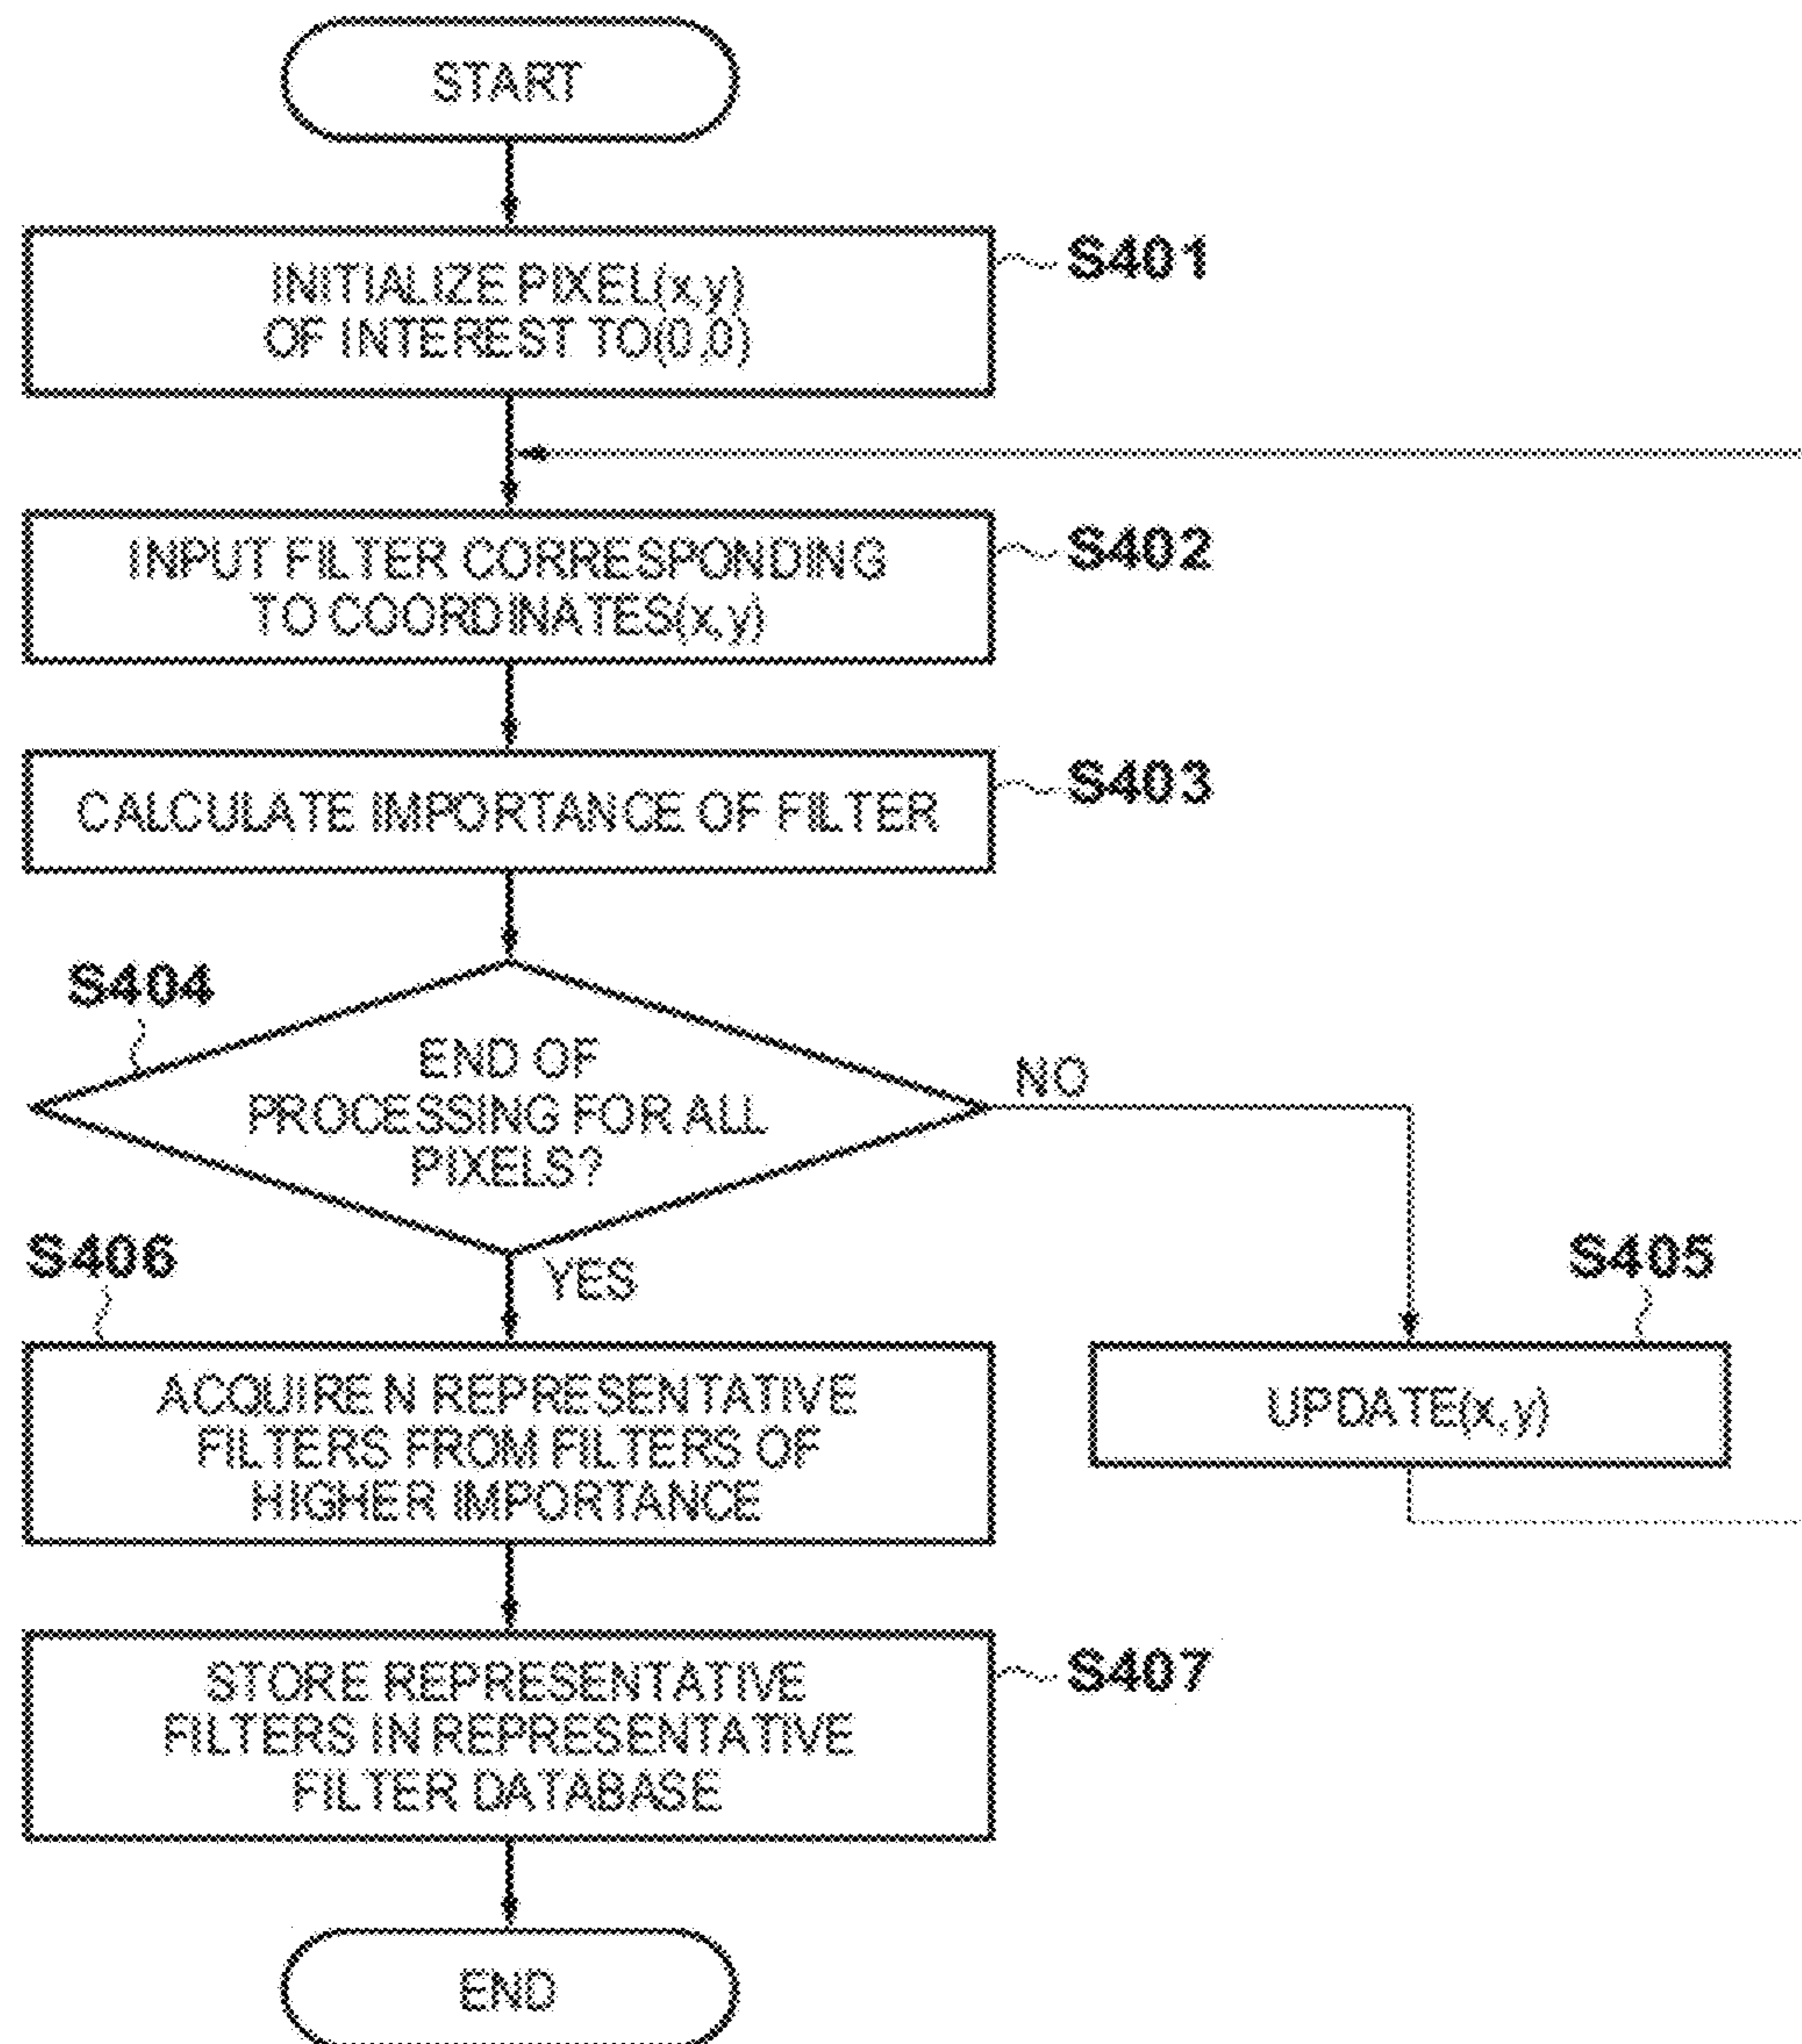 START
INITIALIZE PIXEL(x,y)
OF INTEREST TO(0,0)
S401
INPUT FILTER CORRESPONDING
TO COORDINATES(x,y)
S402
CALCULATE IMPORTANCE OF FILTER
S403
S404
END OF
PROCESSING FOR ALL
PIXELS?
NO
YES
S405
UPDATE(x,y)
S406
ACQUIRE N REPRESENTATIVE
FILTERS FROM FILTERS OF
HIGHER IMPORTANCE
STORE REPRESENTATIVE
FILTERS IN REPRESENTATIVE
FILTER DATABASE
S407
END